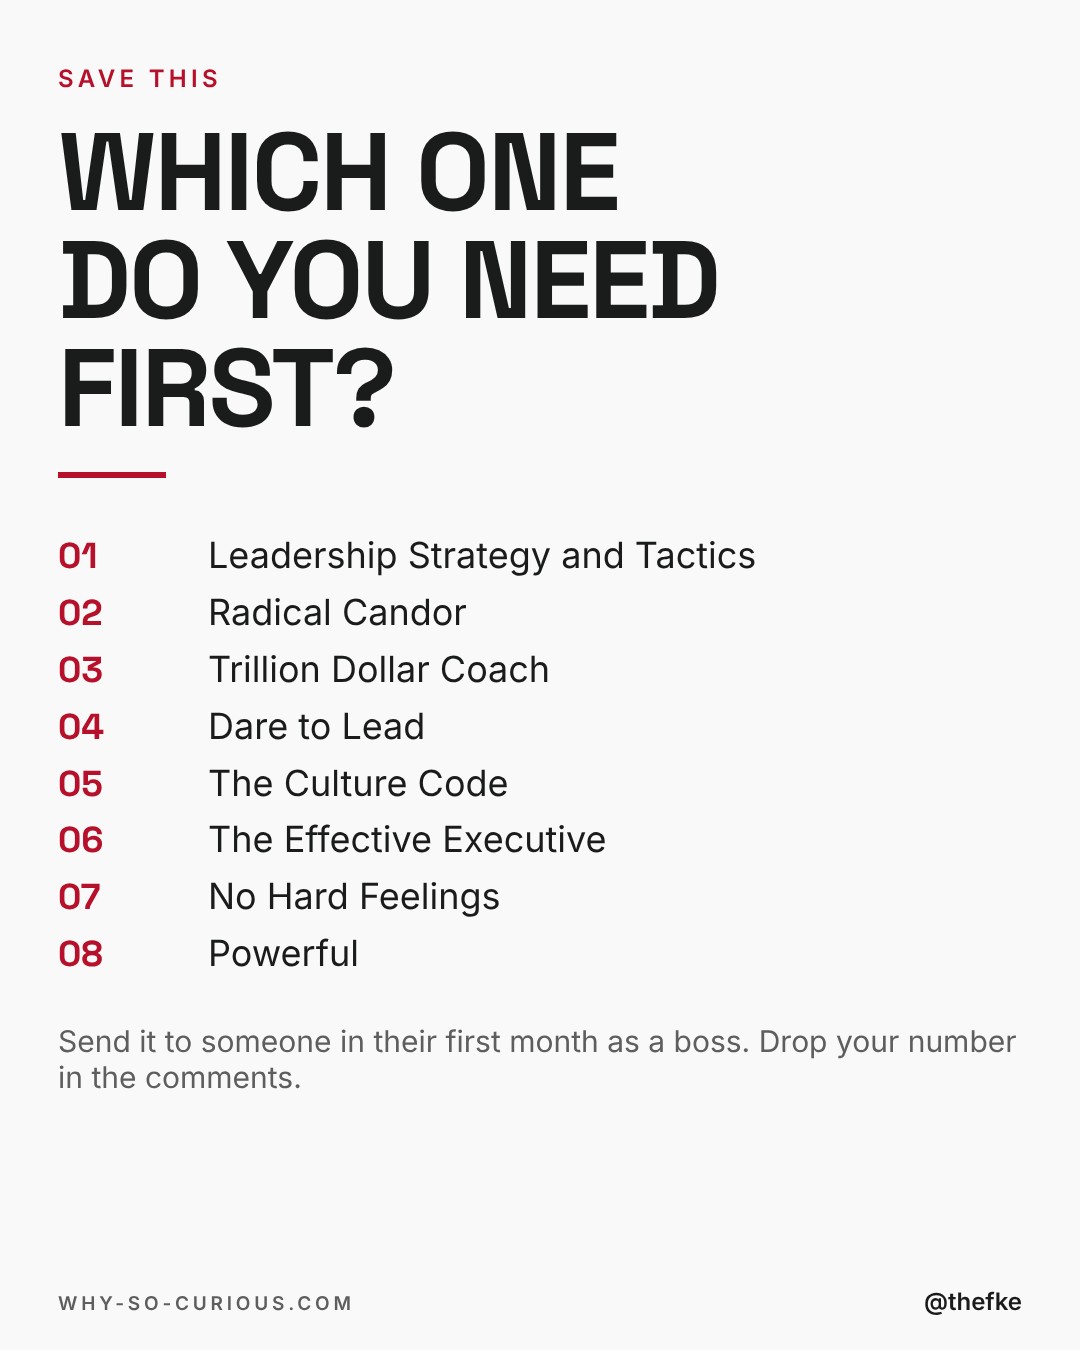 SAVE THIS
WHICH ONE
DO YOU NEED
FIRST?
01 Leadership Strategy and Tactics
02 Radical Candor
03 Trillion Dollar Coach
04 Dare to Lead
05 The Culture Code
06 The Effective Executive
07 No Hard Feelings
08 Powerful
Send it to someone in their first month as a boss. Drop your number
in the comments.
WHY-SO-CURIOUS.COM
@thefke